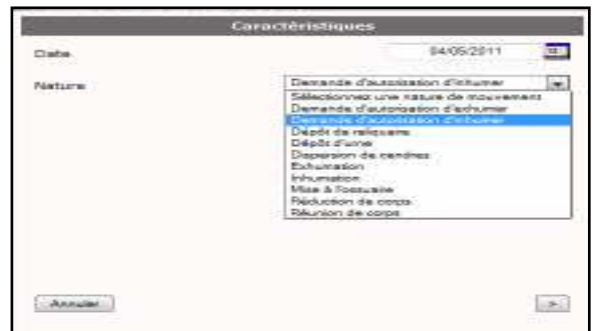 Caractéristiques
Date 04/05/2011
Nature Demande d'autorisation d'inhumer
Sélectionnez une nature de mouvement
Demande d'autorisation d'exhumer
Demande d'autorisation d'inhumer
Dépôt de reliquaire
Dépôt d'urne
Dispersion de cendres
Exhumation
Inhumation
Mise à l'ossuaire
Réduction de corps
Réunion de corps
Annuler >